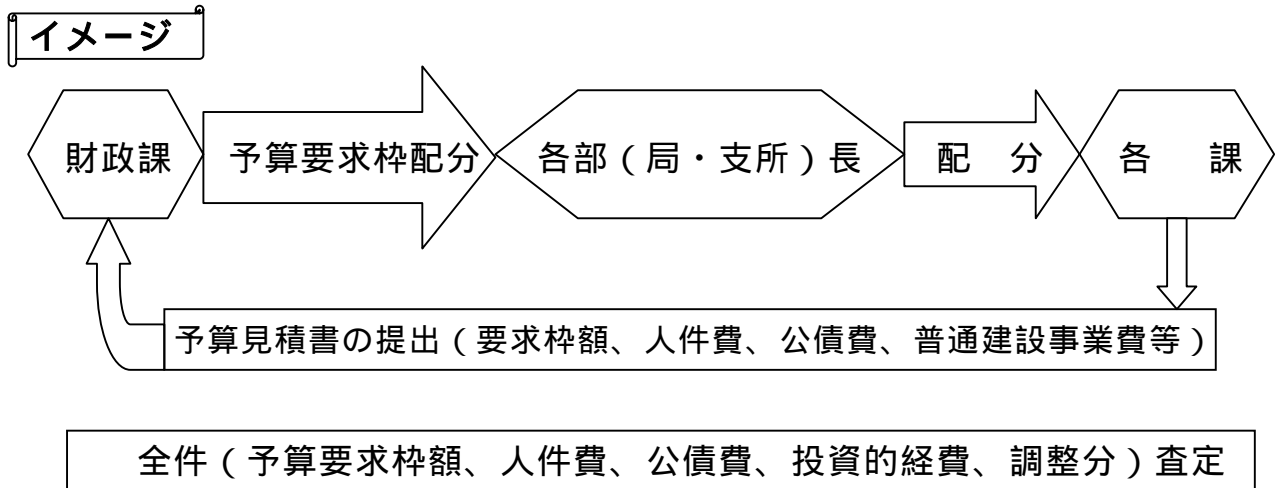 イメージ
財政課
予算要求枠配分
各部（局・支所）長
配　分
各　課
予算見積書の提出（要求枠額、人件費、公債費、普通建設事業費等）
全件（予算要求枠額、人件費、公債費、投資的経費、調整分）査定